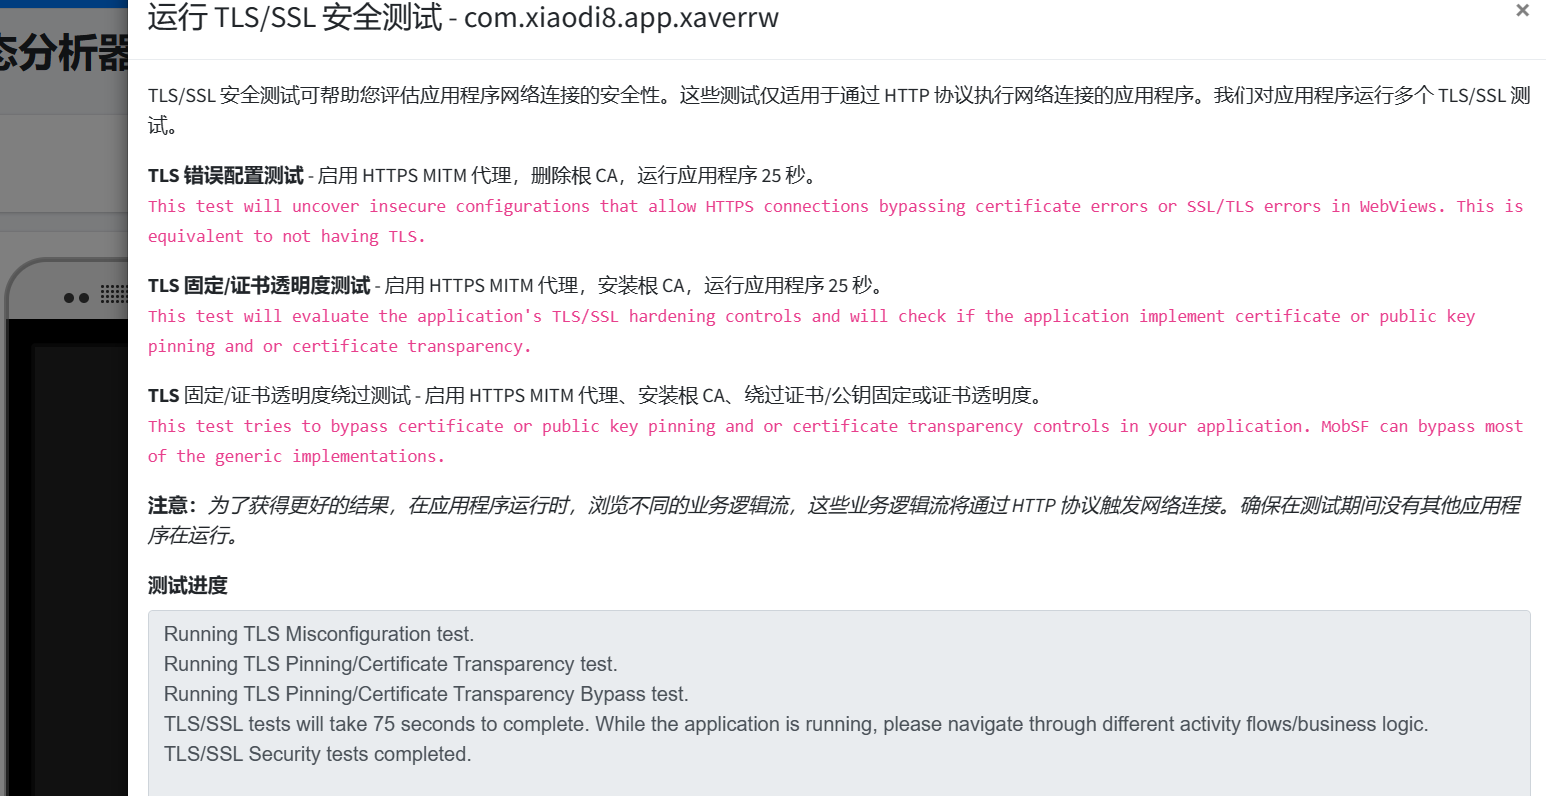 运行 TLS/SSL 安全测试 - com.xiaodi8.app.xaverrw
×
态分析器
TLS/SSL 安全测试可帮助您评估应用程序网络连接的安全性。这些测试仅适用于通过 HTTP 协议执行网络连接的应用程序。我们对应用程序运行多个 TLS/SSL 测
试。
TLS 错误配置测试 - 启用 HTTPS MITM 代理，删除根 CA，运行应用程序 25 秒。
This test will uncover insecure configurations that allow HTTPS connections bypassing certificate errors or SSL/TLS errors in WebViews. This is
equivalent to not having TLS.
TLS 固定/证书透明度测试 - 启用 HTTPS MITM 代理，安装根 CA，运行应用程序 25 秒。
This test will evaluate the application's TLS/SSL hardening controls and will check if the application implement certificate or public key
pinning and or certificate transparency.
TLS 固定/证书透明度绕过测试 - 启用 HTTPS MITM 代理、安装根 CA、绕过证书/公钥固定或证书透明度。
This test tries to bypass certificate or public key pinning and or certificate transparency controls in your application. MobSF can bypass most
of the generic implementations.
注意：为了获得更好的结果，在应用程序运行时，浏览不同的业务逻辑流，这些业务逻辑流将通过 HTTP 协议触发网络连接。确保在测试期间没有其他应用程
序在运行。
测试进度
Running TLS Misconfiguration test.
Running TLS Pinning/Certificate Transparency test.
Running TLS Pinning/Certificate Transparency Bypass test.
TLS/SSL tests will take 75 seconds to complete. While the application is running, please navigate through different activity flows/business logic.
TLS/SSL Security tests completed.